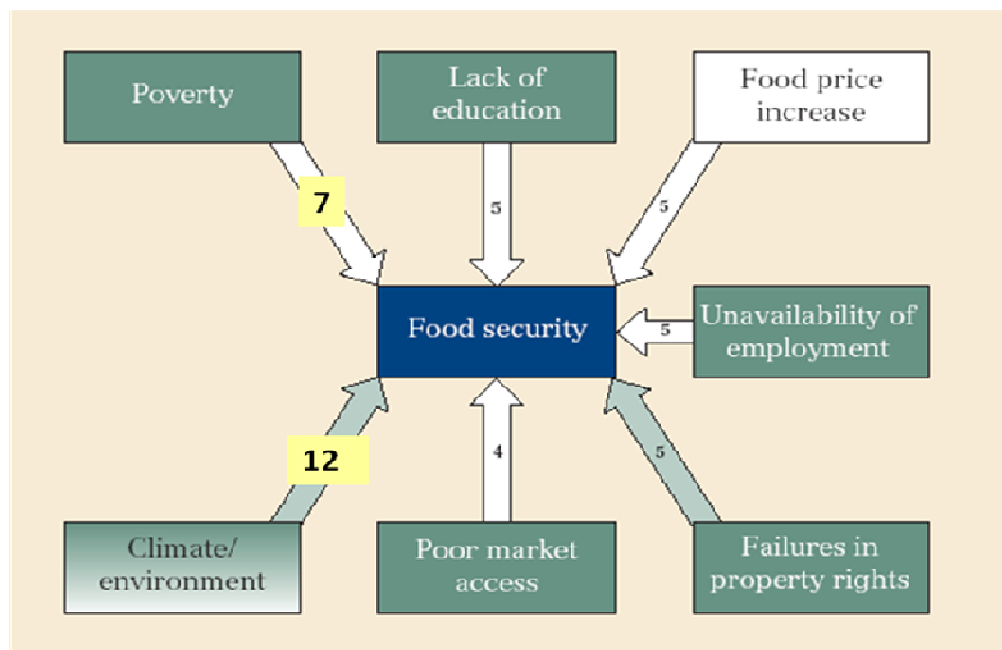 Poverty
Lack of
education
Food price
increase
7
5
5
Food security
5
Unavailability of
employment
12
4
5
Climate/
environment
Poor market
access
Failures in
property rights